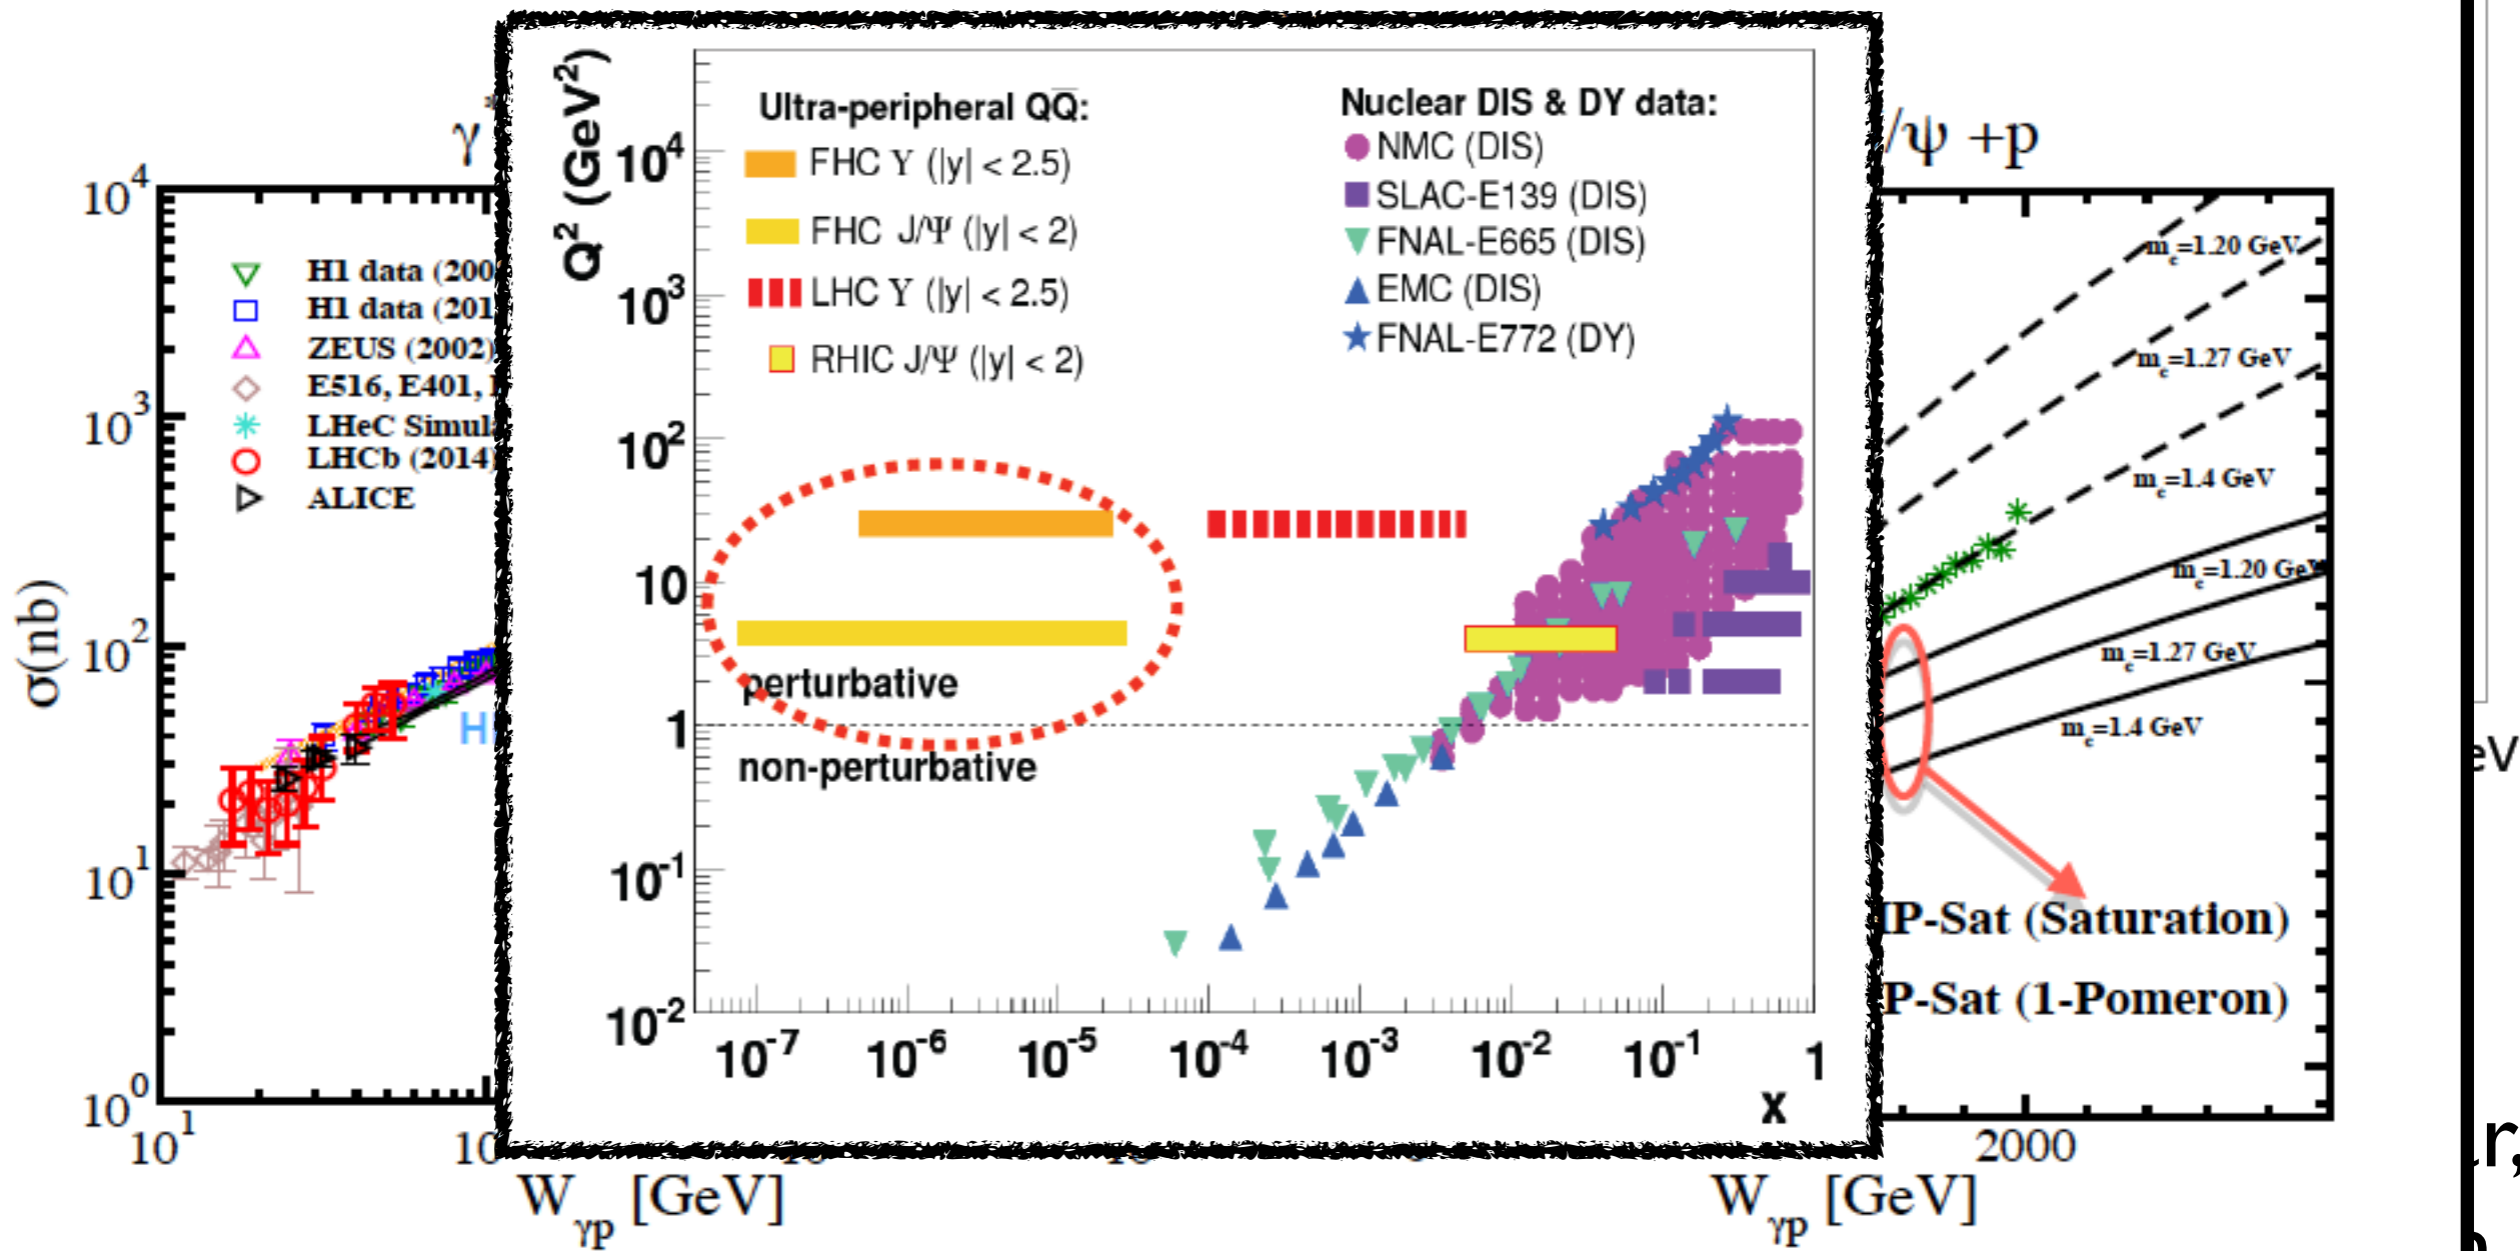 γ
/ψ +p
10⁴
10³
10²
10¹
10⁰
σ(nb)
H1 data (200
H1 data (201
ZEUS (2002)
E516, E401,
LHeC Simula
LHCb (2014)
ALICE
H
10¹
W_γp [GeV]
Q² (GeV²)
10⁴
10³
10²
10
1
10⁻¹
10⁻²
Ultra-peripheral QQ̅:
FHC Υ (|y| < 2.5)
FHC J/Ψ (|y| < 2)
LHC Υ (|y| < 2.5)
RHIC J/Ψ (|y| < 2)
Nuclear DIS & DY data:
NMC (DIS)
SLAC-E139 (DIS)
FNAL-E665 (DIS)
EMC (DIS)
FNAL-E772 (DY)
perturbative
non-perturbative
10⁻⁷ 10⁻⁶ 10⁻⁵ 10⁻⁴ 10⁻³ 10⁻² 10⁻¹ 1
x
m_c=1.20 GeV
m_c=1.27 GeV
m_c=1.4 GeV
m_c=1.20 GeV
m_c=1.27 GeV
m_c=1.4 GeV
IP-Sat (Saturation)
P-Sat (1-Pomeron)
2000
W_γp [GeV]
eV
r,